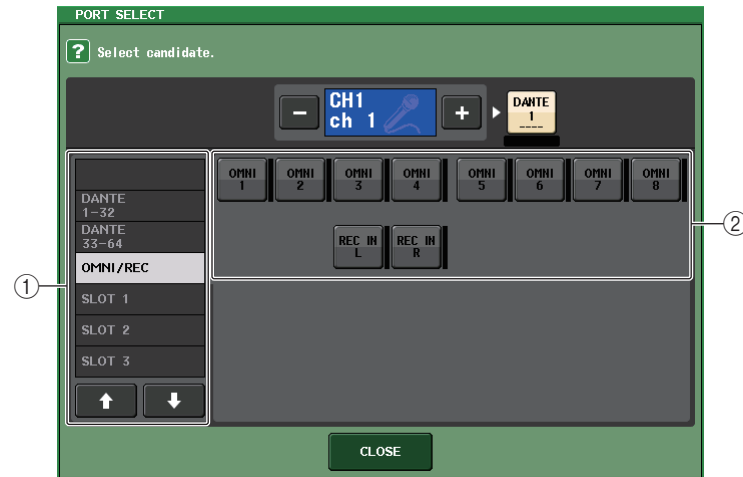 PORT SELECT
? Select candidate.
−
CH1
ch 1
+
DANTE
1
----
DANTE
1-32
DANTE
33-64
OMNI/REC
SLOT 1
SLOT 2
SLOT 3
OMNI
1
OMNI
2
OMNI
3
OMNI
4
OMNI
5
OMNI
6
OMNI
7
OMNI
8
REC IN
L
REC IN
R
①
②
CLOSE